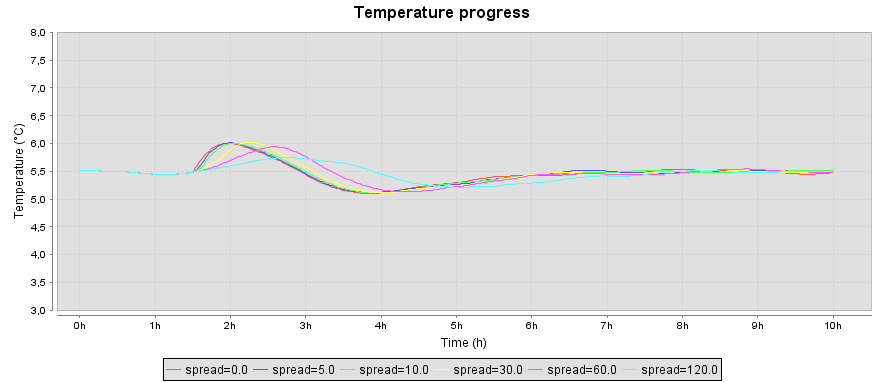 Temperature progress
8,0
7,5
7,0
6,5
6,0
5,5
5,0
4,5
4,0
3,5
3,0
Temperature (°C)
0h 1h 2h 3h 4h 5h 6h 7h 8h 9h 10h
Time (h)
spread=0.0 spread=5.0 spread=10.0 spread=30.0 spread=60.0 spread=120.0